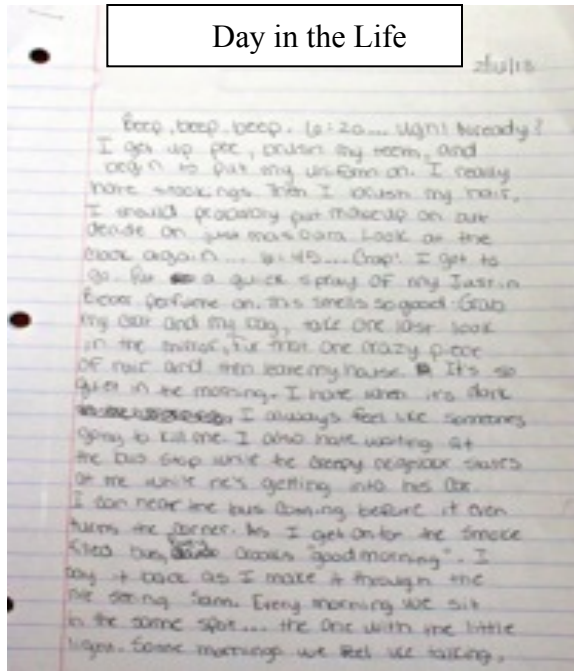 Day in the Life
Beep, beep, beep. 6:20... Ugh! Already?
I get up pee, brush my teeth, and
begin to put my uniform on. I really
hate stockings. Then I brush my hair,
I should probably put makeup on but
decide on just mascara. Look at the
clock again... 6:45... Crap! I got to
go. Put a quick spray of my Justin
Bieber perfume on, this smells so good. Grab
my coat and my bag, take one last look
in the mirror, fix that one crazy piece
of hair and then leave my house. It's so
quiet in the morning. I hate when it's dark
I always feel like someones
going to kill me. I also hate waiting at
the bus stop while the creepy neighbour stares
at me while he's getting into his car.
I can hear the bus coming before it even
turns the corner. As I get on the smoke
filled bus, croaks "good morning". I
say it back as I make it through the
seeing Sam. Every morning we sit
in the same spot... the one with the little
light. Some mornings we feel like talking,